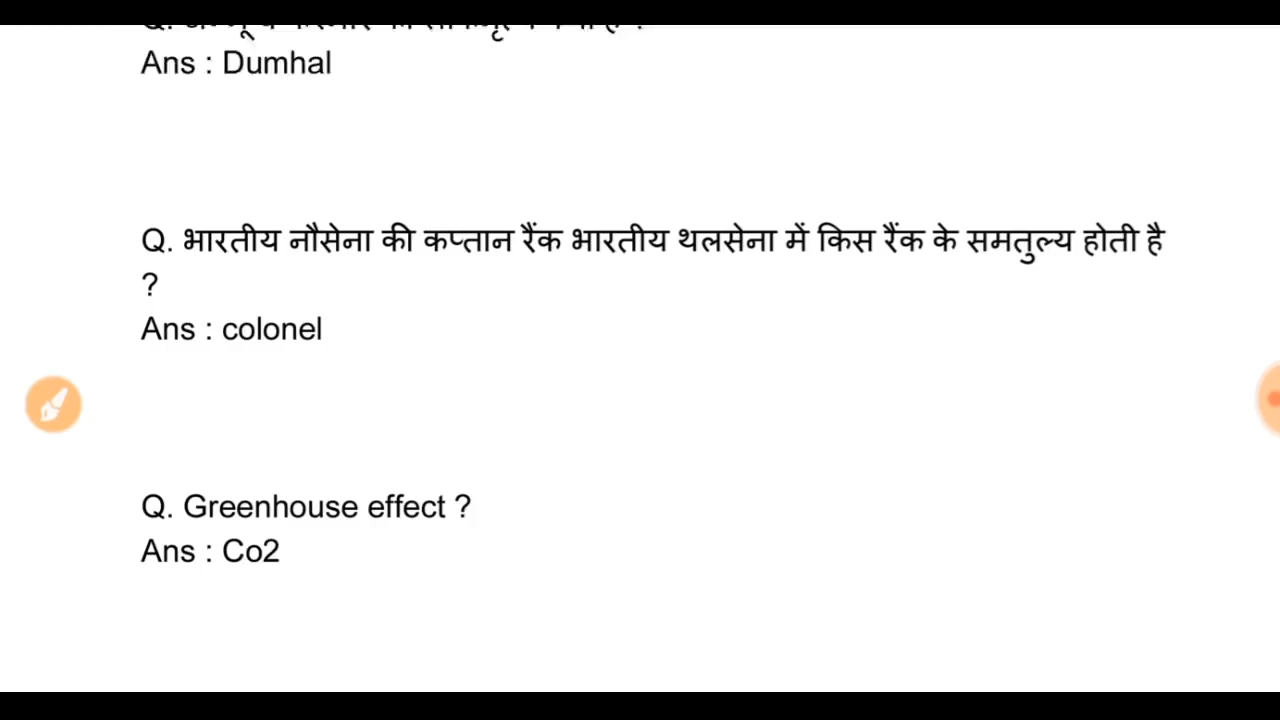 Ans : Dumhal
Q. भारतीय नौसेना की कप्तान रैंक भारतीय थलसेना में किस रैंक के समतुल्य होती है
?
Ans : colonel
Q. Greenhouse effect ?
Ans : Co2